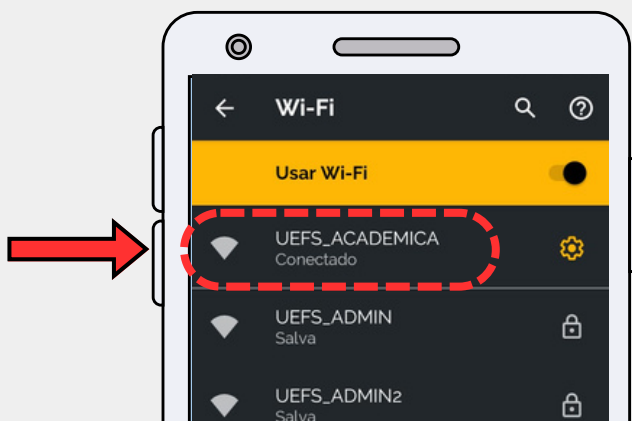 Wi-Fi
Usar Wi-Fi
UEFS_ACADEMICA
Conectado
UEFS_ADMIN
Salva
UEFS_ADMIN2
Salva